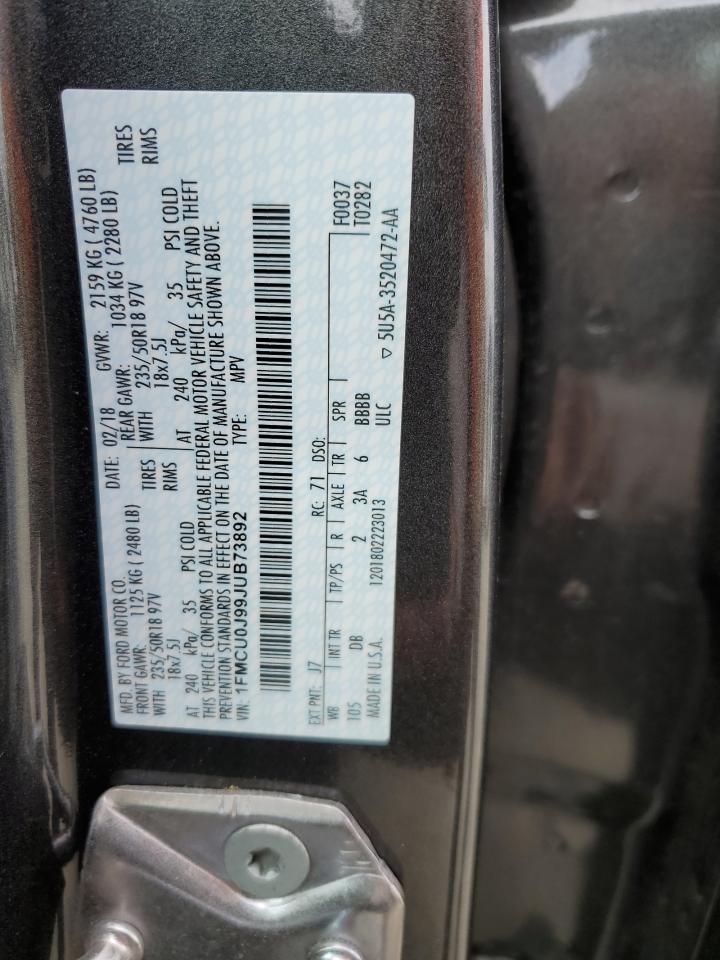 MFD. BY FORD MOTOR CO. DATE: 02/18 GVWR: 2159 KG ( 4760 LB)
FRONT GAWR: 1125 KG ( 2480 LB) REAR GAWR: 1034 KG ( 2280 LB)
WITH 235/50R18 97V TIRES WITH 235/50R18 97V TIRES
18x7.5J RIMS 18x7.5J RIMS
AT 240 kPa/ 35 PSI COLD AT 240 kPa/ 35 PSI COLD
THIS VEHICLE CONFORMS TO ALL APPLICABLE FEDERAL MOTOR VEHICLE SAFETY AND THEFT
PREVENTION STANDARDS IN EFFECT ON THE DATE OF MANUFACTURE SHOWN ABOVE.
VIN: 1FMCU0J99JUB73892 TYPE: MPV
EXT PNT: J7 RC: 71 DSO: F0037
WB INT TR TP/PS R AXLE TR SPR T0282
105 DB 2 3A 6 BBBB
MADE IN U.S.A. 1201802223013 ULC ▽ 5U5A-3520472-AA